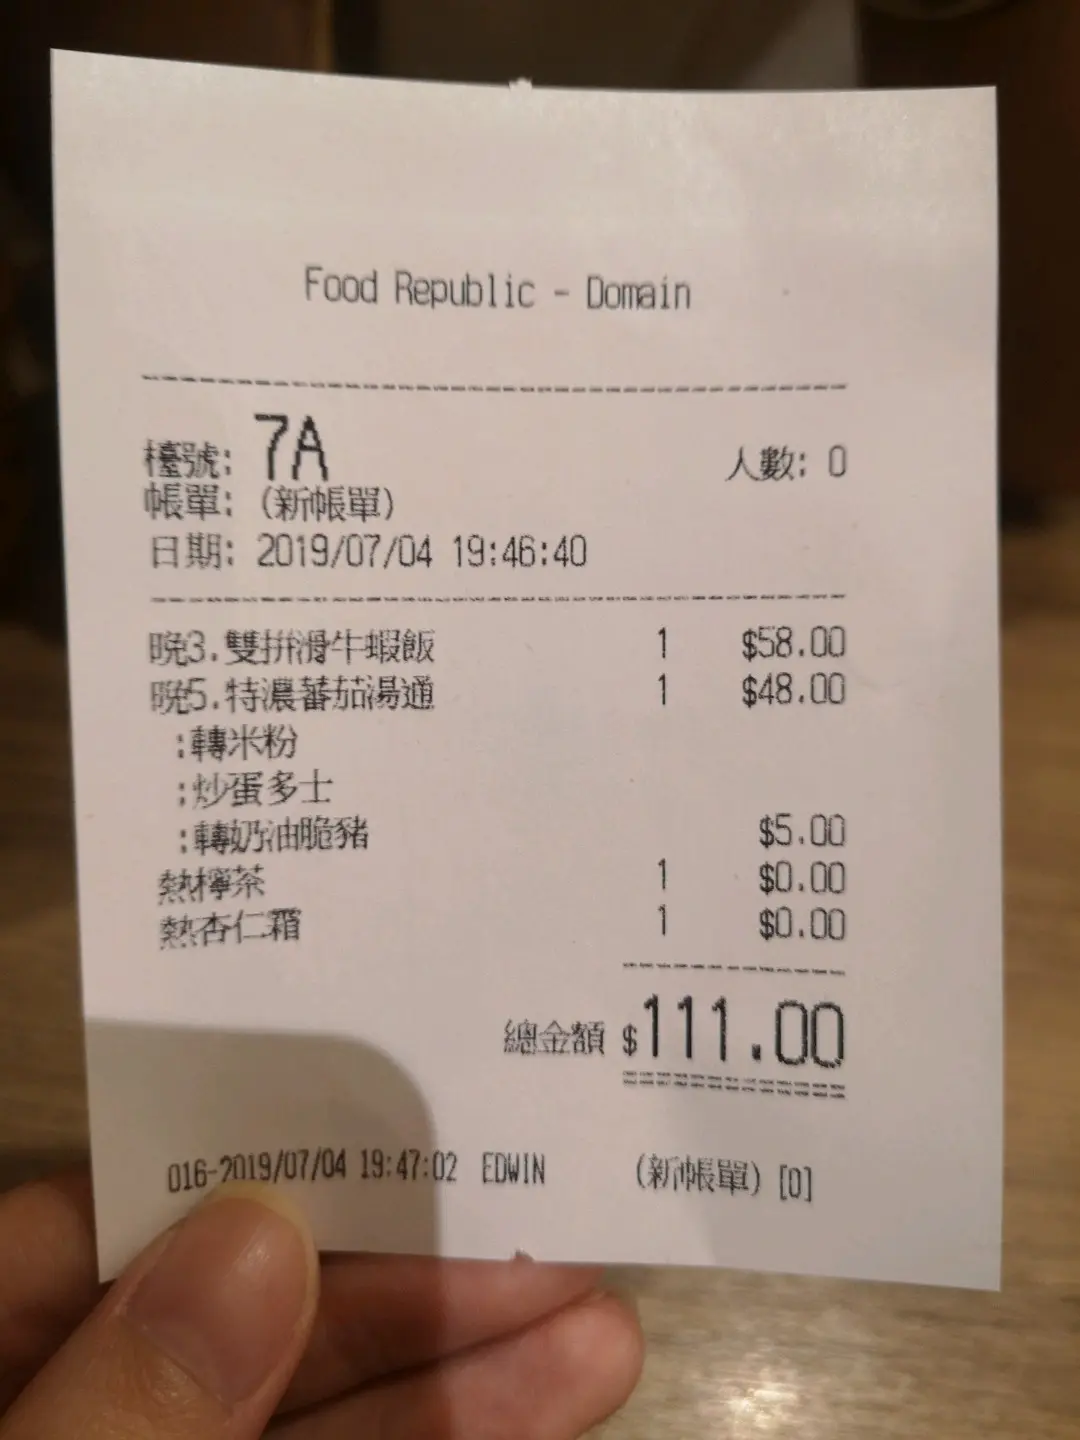 Food Republic - Domain
檯號: 7A 人數: 0
帳單: (新帳單)
日期: 2019/07/04 19:46:40
晚3.雙拼滑牛蝦飯 1 $58.00
晚5.特濃蕃茄湯通 1 $48.00
:轉米粉
:炒蛋多士
:轉奶油脆豬 $5.00
熱檸茶 1 $0.00
熱杏仁霜 1 $0.00
總金額 $111.00
016-2019/07/04 19:47:02 EDWIN (新帳單) [0]